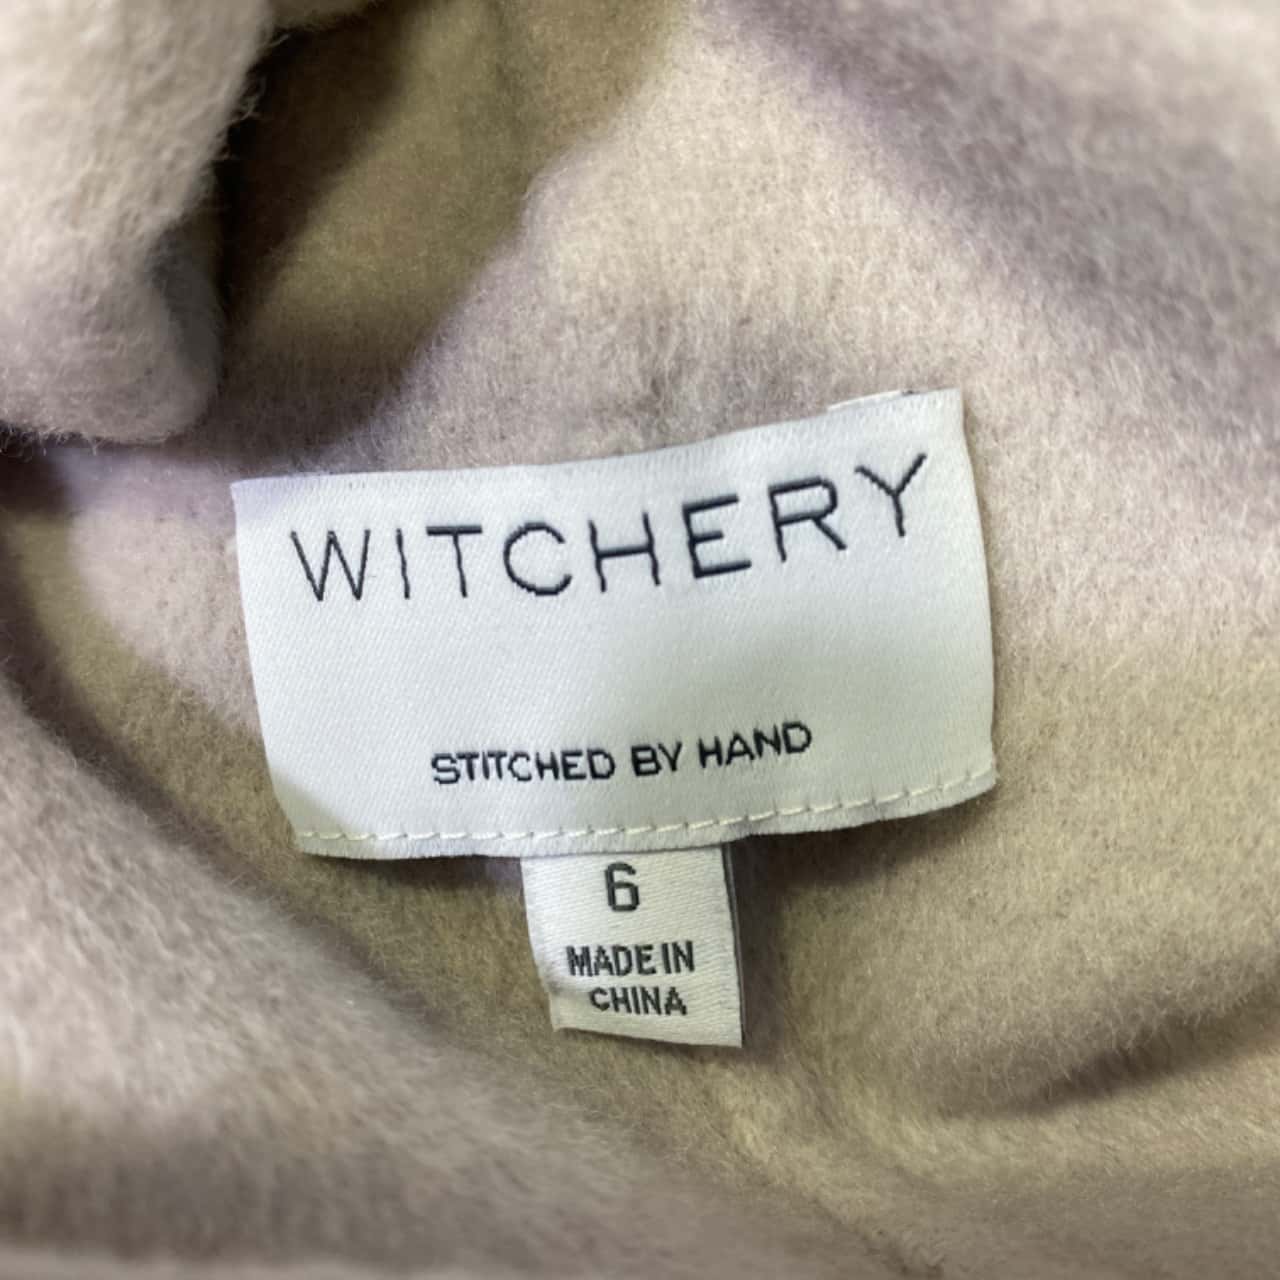 WITCHERY
STITCHED BY HAND
6
MADE IN
CHINA